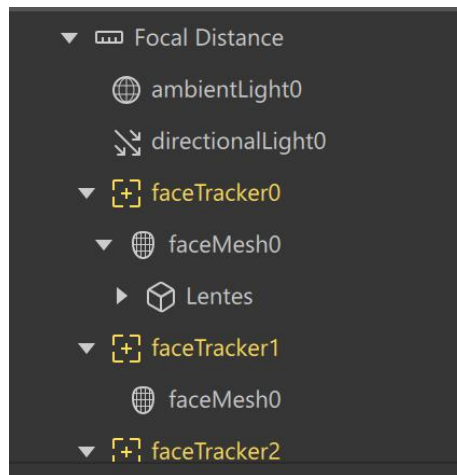 Focal Distance
ambientLight0
directionalLight0
faceTracker0
faceMesh0
Lentes
faceTracker1
faceMesh0
faceTracker2